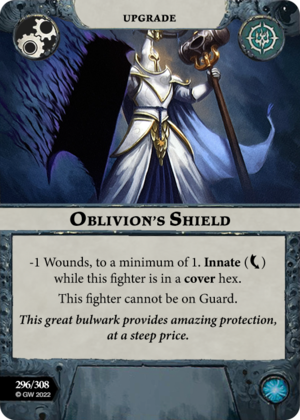 UPGRADE
OBLIVION'S SHIELD
-1 Wounds, to a minimum of 1. Innate ()
while this fighter is in a cover hex.
This fighter cannot be on Guard.
This great bulwark provides amazing protection,
at a steep price.
296/308
© GW 2022